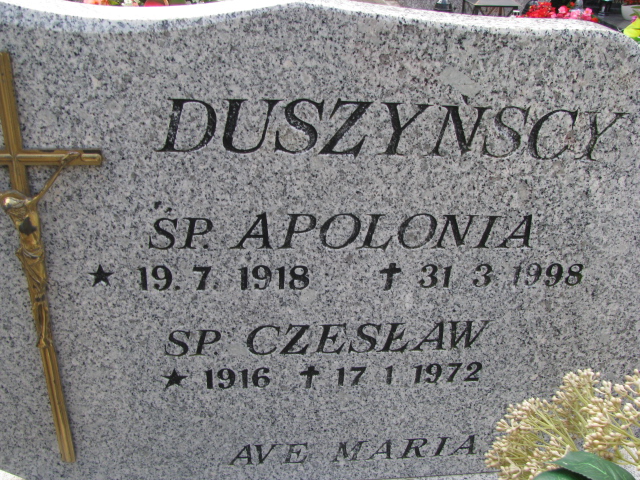 DUSZYŃSCY
ŚP. APOLONIA
★ 19. 7. 1918 ✝ 31 3 1998
SP. CZESŁAW
★ 1916 ✝ 17 1 1972
AVE MARIA